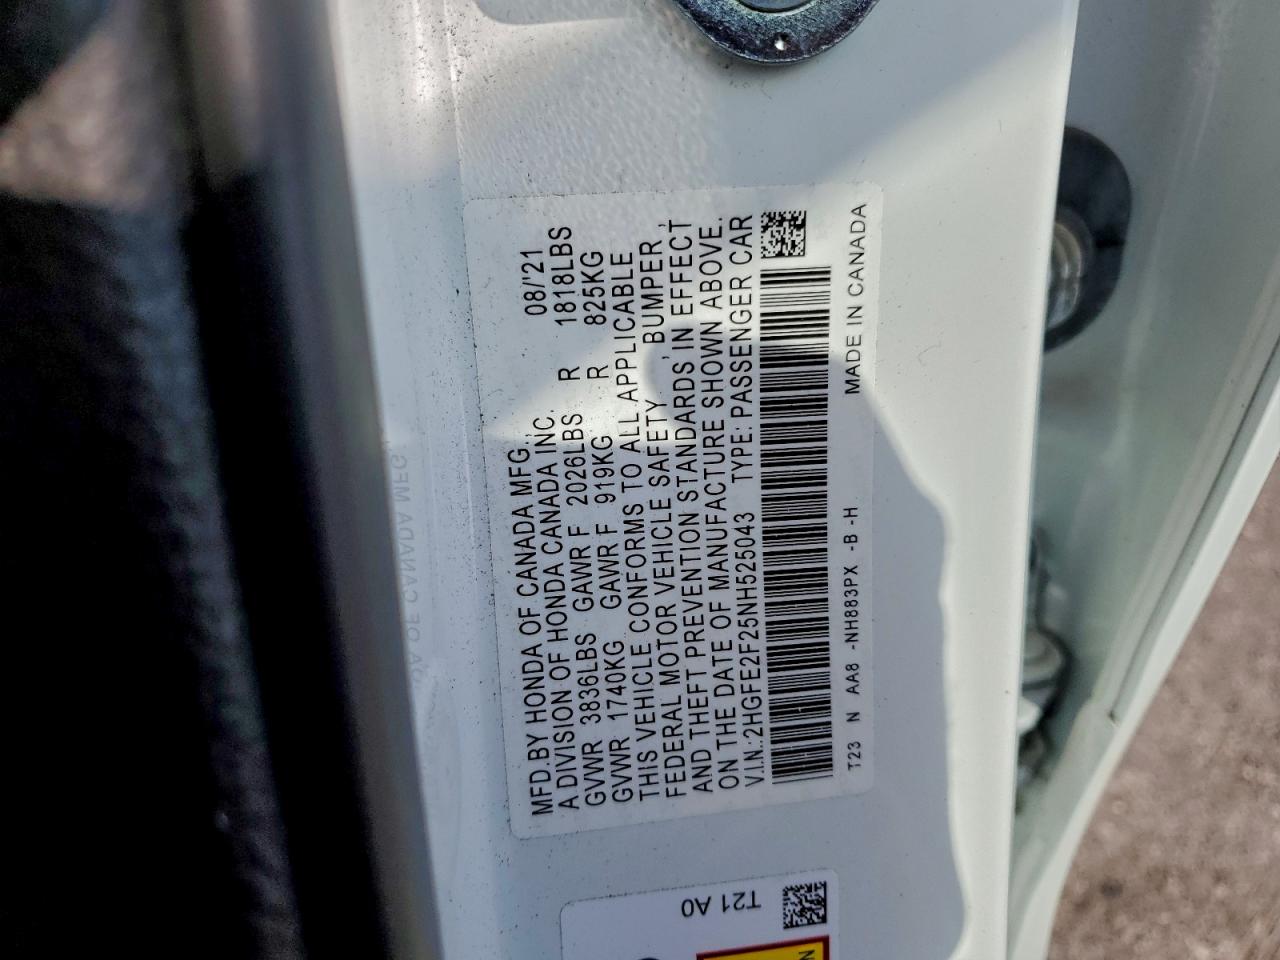 MFD.BY HONDA OF CANADA MFG.,
A DIVISION OF HONDA CANADA INC. 08/'21
GVWR 3836LBS GAWR F 2026LBS R 1818LBS
GVWR 1740KG GAWR F 919KG R 825KG
THIS VEHICLE CONFORMS TO ALL APPLICABLE
FEDERAL MOTOR VEHICLE SAFETY, BUMPER,
AND THEFT PREVENTION STANDARDS IN EFFECT
ON THE DATE OF MANUFACTURE SHOWN ABOVE.
V.I.N.:2HGFE2F25NH525043 TYPE: PASSENGER CAR
T23 N AA8 -NH883PX -B -H MADE IN CANADA
T21 A0